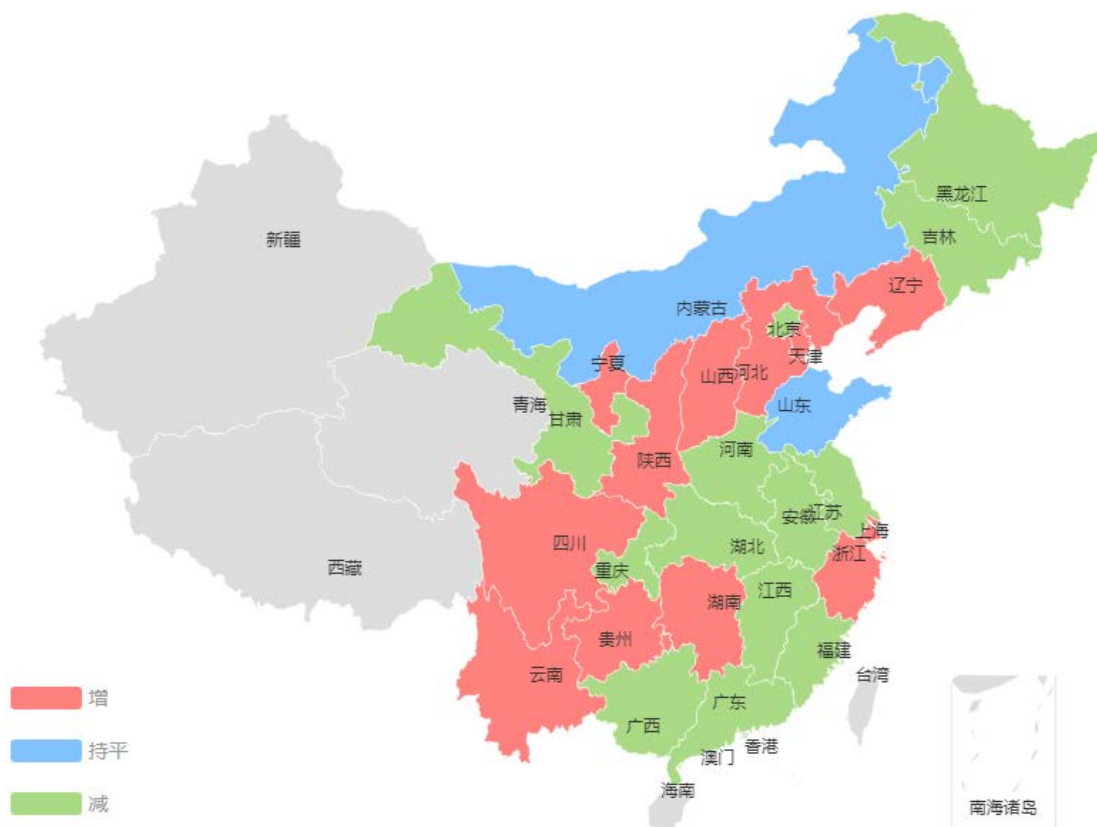 黑龙江
吉林
新疆
辽宁
内蒙古
北京
天津
宁夏
山西
河北
青海
甘肃
山东
陕西
河南
安徽
江苏
上海
四川
湖北
浙江
西藏
重庆
湖南
江西
贵州
福建
云南
台湾
广东
广西
香港
澳门
海南
南海诸岛
增
持平
减